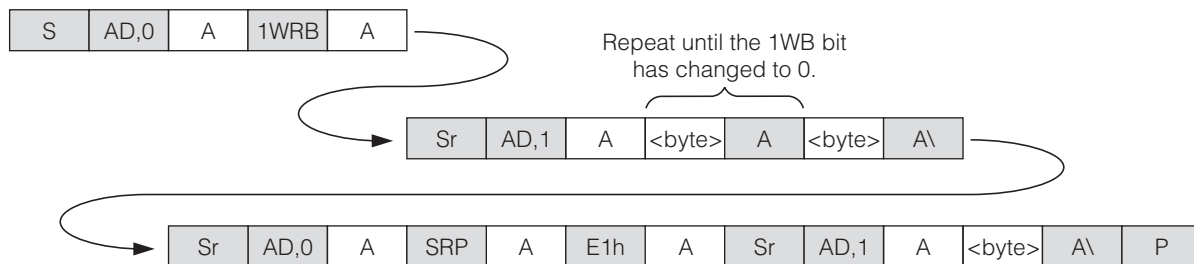 S AD,0 A 1WRB A
Repeat until the 1WB bit
has changed to 0.
Sr AD,1 A <byte> A <byte> A\
Sr AD,0 A SRP A E1h A Sr AD,1 A <byte> A\ P